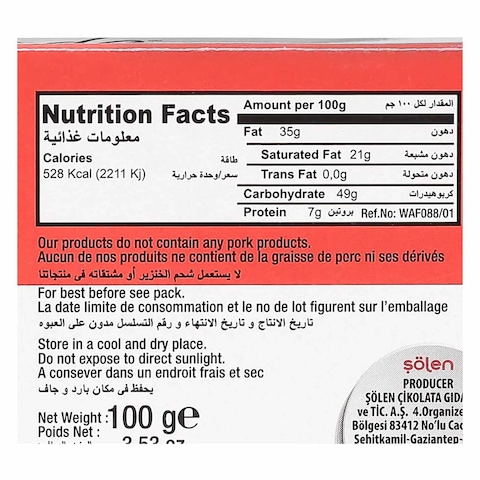 Nutrition Facts
معلومات غذائية
Calories طاقة
528 Kcal (2211 Kj) سعر/وحدة حرارية
Amount per 100g المقدار لكل ١٠٠ جم
Fat 35g دهون
Saturated Fat 21g دهون مشبعة
Trans Fat 0,0g دهون متحولة
Carbohydrate 49g كربوهيدرات
Protein 7g بروتين Ref.No: WAF088/01
Our products do not contain any pork products.
Aucun de nos produits ne contient de la graisse de porc ni ses dérivés
لا يستعمل شحم الخنزير أو مشتقاته فى منتجاتنا
For best before see pack.
La date limite de consommation et le no de lot figurent sur l'emballage
تاريخ الانتاج و تاريخ الانتهاء و رقم التسلسل مدون على العبوه
Store in a cool and dry place.
Do not expose to direct sunlight.
A conserver dans un endroit frais et sec
يحفظ فى مكان بارد و جاف
Net Weight : 100 g e
Poids Net :
3.53 oz
şölen
PRODUCER
ŞÖLEN ÇİKOLATA GIDA
ve TİC. A.Ş. 4.Organize
Bölgesi 83412 No'lu Cad
Şehitkamil-Gaziantep-